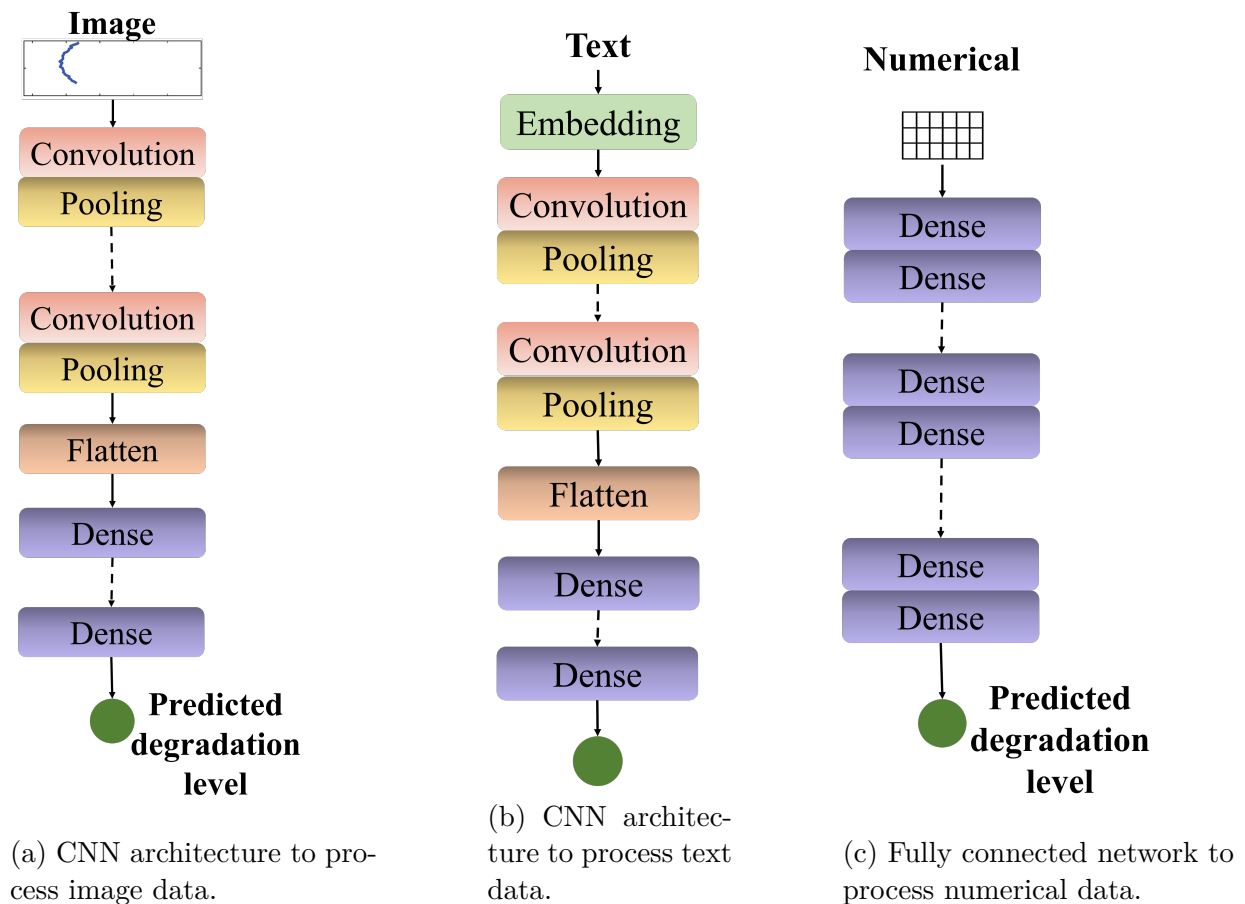 Image
Convolution
Pooling
Convolution
Pooling
Flatten
Dense
Dense
Predicted
degradation
level
(a) CNN architecture to pro-
cess image data.
Text
Embedding
Convolution
Pooling
Convolution
Pooling
Flatten
Dense
Dense
(b) CNN architec-
ture to process text
data.
Numerical
Dense
Dense
Dense
Dense
Dense
Dense
Predicted
degradation
level
(c) Fully connected network to
process numerical data.